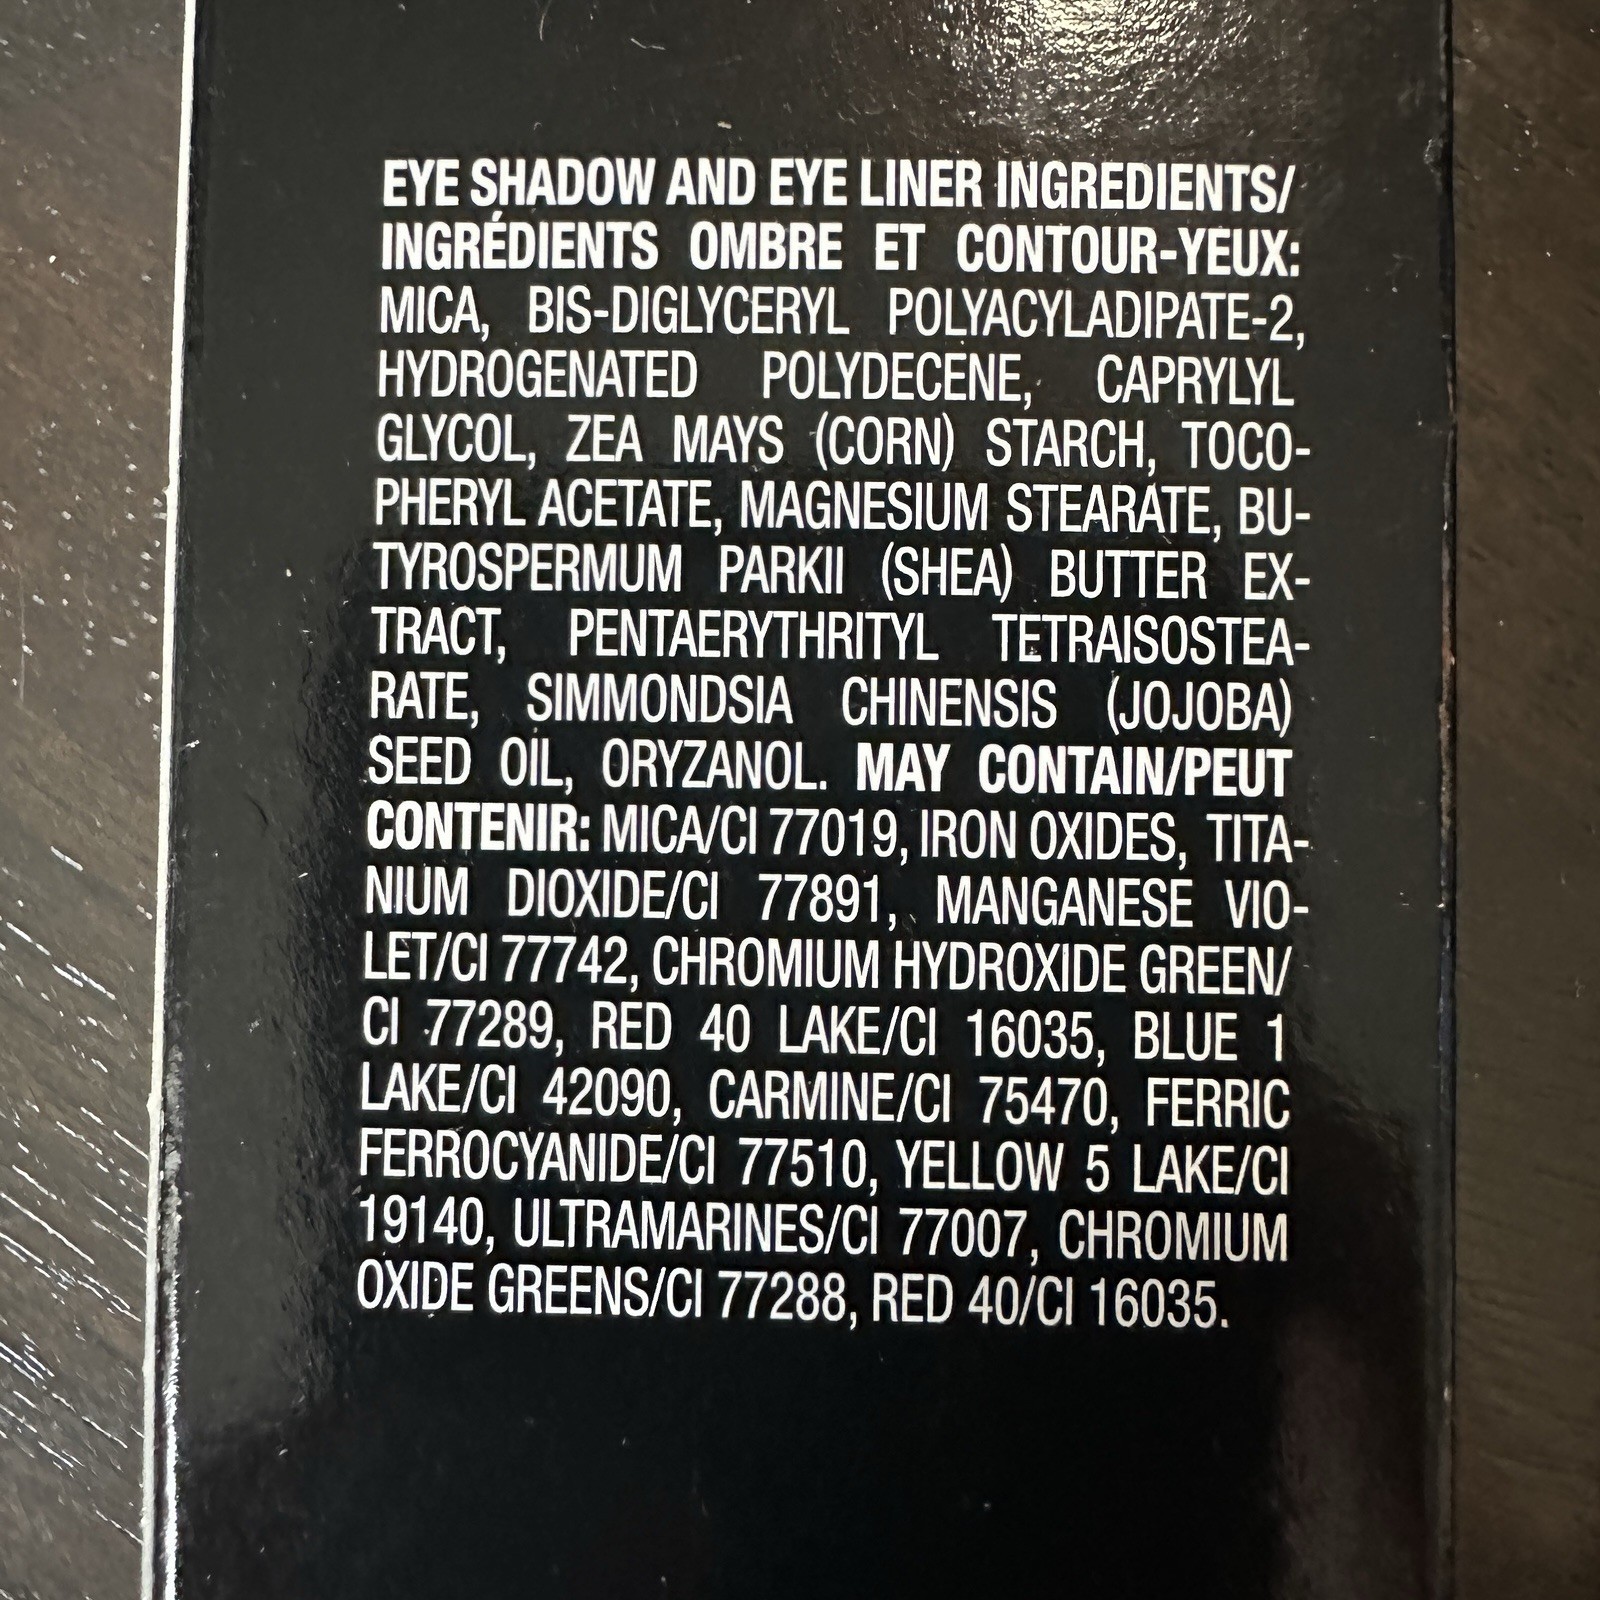 EYE SHADOW AND EYE LINER INGREDIENTS/
INGRÉDIENTS OMBRE ET CONTOUR-YEUX:
MICA, BIS-DIGLYCERYL POLYACYLADIPATE-2,
HYDROGENATED POLYDECENE, CAPRYLYL
GLYCOL, ZEA MAYS (CORN) STARCH, TOCO-
PHERYL ACETATE, MAGNESIUM STEARATE, BU-
TYROSPERMUM PARKII (SHEA) BUTTER EX-
TRACT, PENTAERYTHRITYL TETRAISOSTEA-
RATE, SIMMONDSIA CHINENSIS (JOJOBA)
SEED OIL, ORYZANOL. MAY CONTAIN/PEUT
CONTENIR: MICA/CI 77019, IRON OXIDES, TITA-
NIUM DIOXIDE/CI 77891, MANGANESE VIO-
LET/CI 77742, CHROMIUM HYDROXIDE GREEN/
CI 77289, RED 40 LAKE/CI 16035, BLUE 1
LAKE/CI 42090, CARMINE/CI 75470, FERRIC
FERROCYANIDE/CI 77510, YELLOW 5 LAKE/CI
19140, ULTRAMARINES/CI 77007, CHROMIUM
OXIDE GREENS/CI 77288, RED 40/CI 16035.